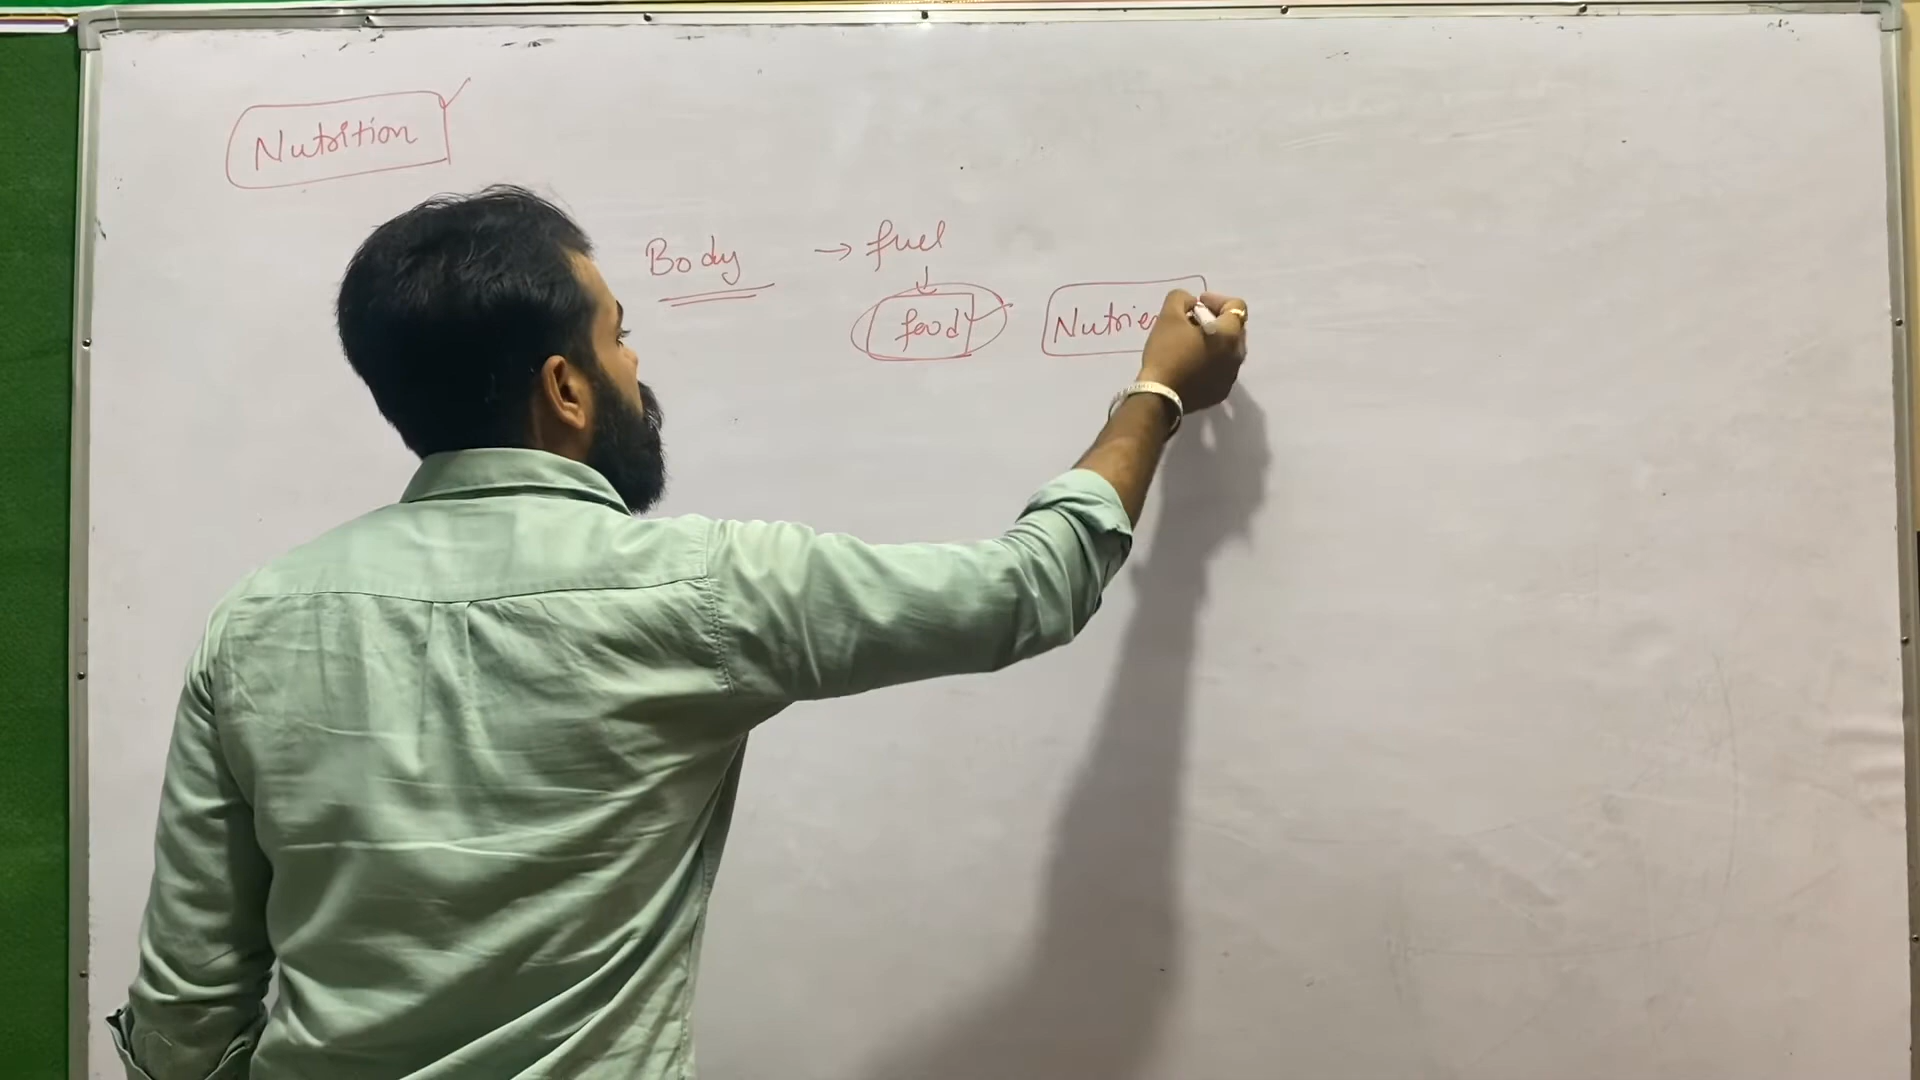 Nutrition
Body → fuel
↓
food Nutrie